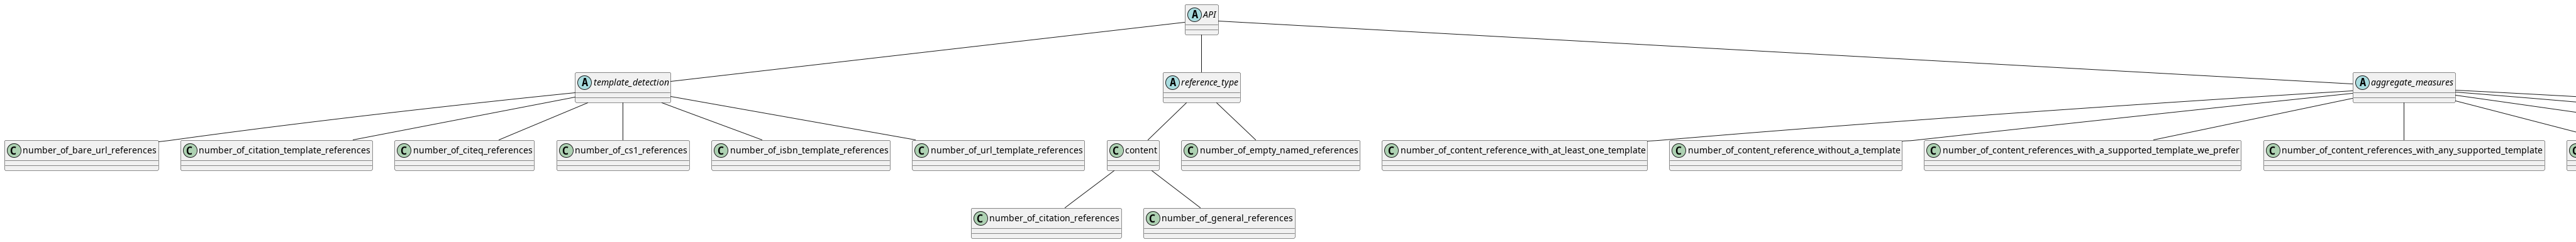 A API
A template_detection
A reference_type
A aggregate_measures
C number_of_bare_url_references
C number_of_citation_template_references
C number_of_citeq_references
C number_of_cs1_references
C number_of_isbn_template_references
C number_of_url_template_references
C content
C number_of_empty_named_references
C number_of_content_reference_with_at_least_one_template
C number_of_content_reference_without_a_template
C number_of_content_references_with_a_supported_template_we_prefer
C number_of_content_references_with_any_supported_template
C number_of_citation_references
C number_of_general_references